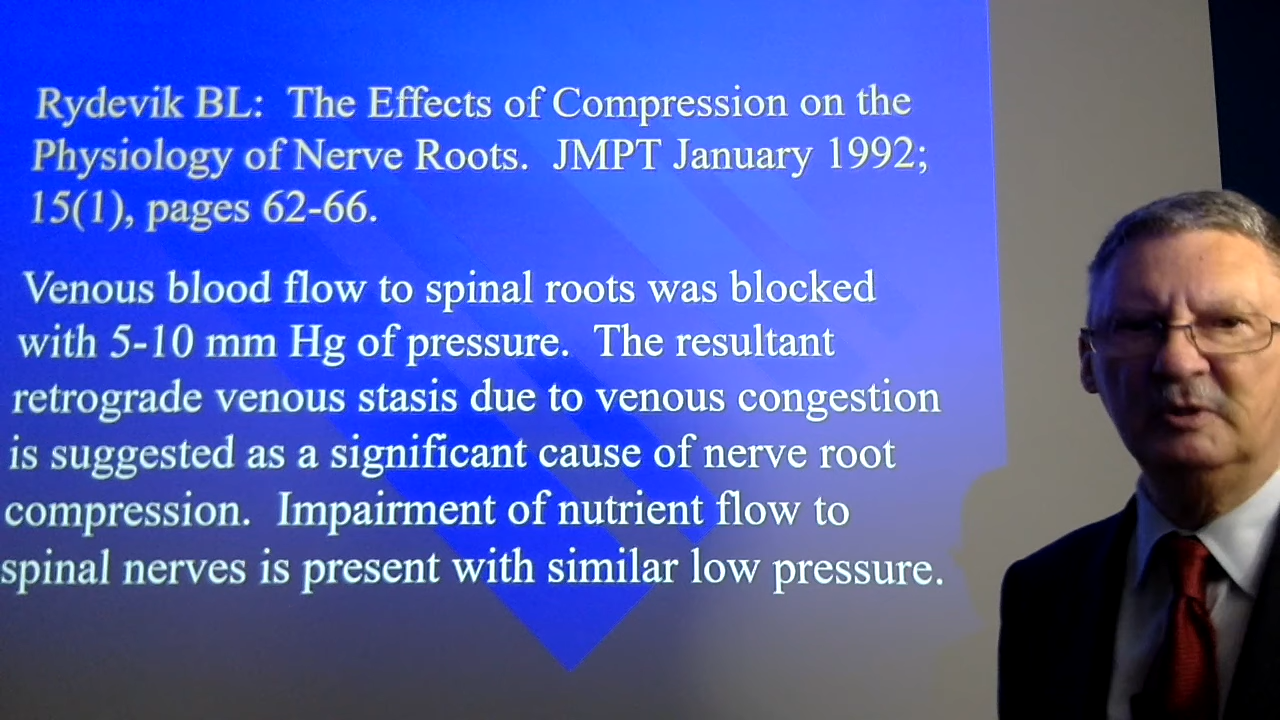 Rydevik BL:  The Effects of Compression on the
Physiology of Nerve Roots.  JMPT January 1992;
15(1), pages 62-66.
Venous blood flow to spinal roots was blocked
with 5-10 mm Hg of pressure.  The resultant
retrograde venous stasis due to venous congestion
is suggested as a significant cause of nerve root
compression.  Impairment of nutrient flow to
spinal nerves is present with similar low pressure.